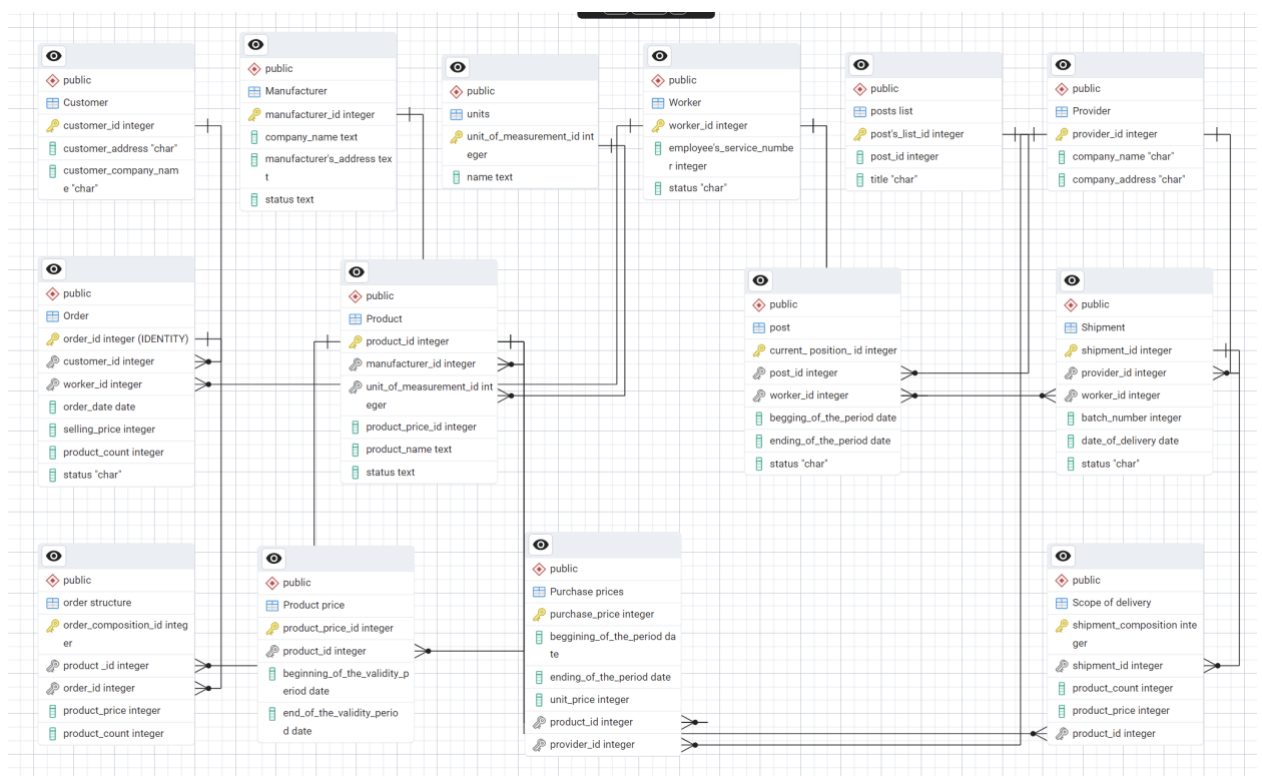 public
Customer
customer_id integer
customer_address "char"
customer_company_nam
e "char"
public
Manufacturer
manufacturer_id integer
company_name text
manufacturer's_address tex
t
status text
public
units
unit_of_measurement_id int
eger
name text
public
Worker
worker_id integer
employee's_service_numbe
r integer
status "char"
public
posts list
post's_list_id integer
post_id integer
title "char"
public
Provider
provider_id integer
company_name "char"
company_address "char"
public
Order
order_id integer (IDENTITY)
customer_id integer
worker_id integer
order_date date
selling_price integer
product_count integer
status "char"
public
Product
product_id integer
manufacturer_id integer
unit_of_measurement_id int
eger
product_price_id integer
product_name text
status text
public
post
current_ position_ id integer
post_id integer
worker_id integer
begging_of_the_period date
ending_of_the_period date
status "char"
public
Shipment
shipment_id integer
provider_id integer
worker_id integer
batch_number integer
date_of_delivery date
status "char"
public
order structure
order_composition_id integ
er
product _id integer
order_id integer
product_price integer
product_count integer
public
Product price
product_price_id integer
product_id integer
beginning_of_the_validity_p
eriod date
end_of_the_validity_perio
d date
public
Purchase prices
purchase_price integer
beggining_of_the_period da
te
ending_of_the_period date
unit_price integer
product_id integer
provider_id integer
public
Scope of delivery
shipment_composition inte
ger
shipment_id integer
product_count integer
product_price integer
product_id integer